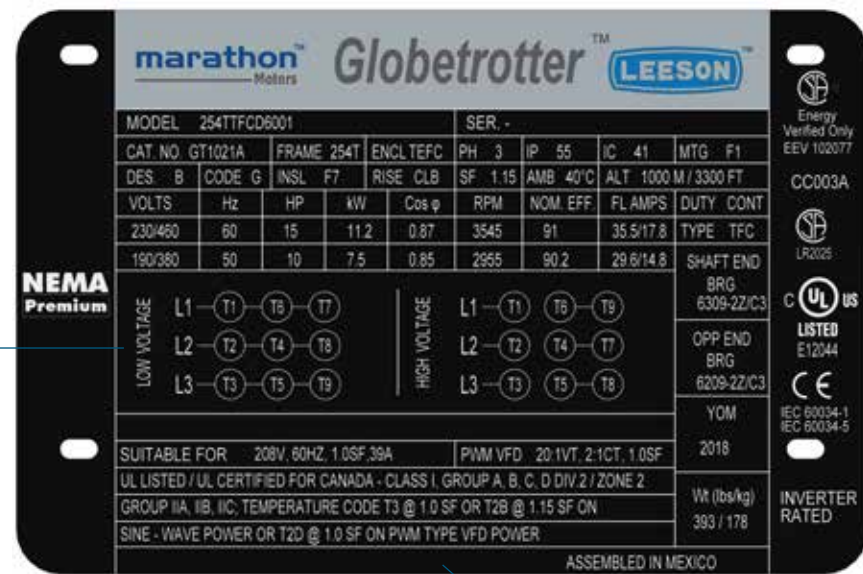 marathon™ Motors Globetrotter™ LEESON™
MODEL 254TTFCD6001 SER. -
CAT. NO. GT1021A FRAME 254T ENCL TEFC PH 3 IP 55 IC 41 MTG F1
DES. B CODE G INSL F7 RISE CLB SF 1.15 AMB 40°C ALT 1000 M / 3300 FT
VOLTS Hz HP kW Cos φ RPM NOM. EFF. FL AMPS DUTY CONT
230/460 60 15 11.2 0.87 3545 91 35.5/17.8 TYPE TFC
190/380 50 10 7.5 0.85 2955 90.2 29.6/14.8
SHAFT END
BRG
6309-2Z/C3
OPP END
BRG
6209-2Z/C3
YOM
2018
Wt (lbs/kg)
393 / 178
LOW VOLTAGE
L1 T1 T6 T7
L2 T2 T4 T8
L3 T3 T5 T9
HIGH VOLTAGE
L1 T1 T6 T9
L2 T2 T4 T7
L3 T3 T5 T8
SUITABLE FOR 208V, 60HZ, 1.0SF,39A PWM VFD 20:1VT, 2:1CT, 1.0SF
UL LISTED / UL CERTIFIED FOR CANADA - CLASS I, GROUP A, B, C, D DIV.2 / ZONE 2
GROUP IIA, IIB, IIC; TEMPERATURE CODE T3 @ 1.0 SF OR T2B @ 1.15 SF ON
SINE - WAVE POWER OR T2D @ 1.0 SF ON PWM TYPE VFD POWER
ASSEMBLED IN MEXICO
NEMA
Premium
SA
Energy
Verified Only
EEV 102077
CC003A
SA
LR2025
C UL US
LISTED
E12044
CE
IEC 60034-1
IEC 60034-5
INVERTER
RATED